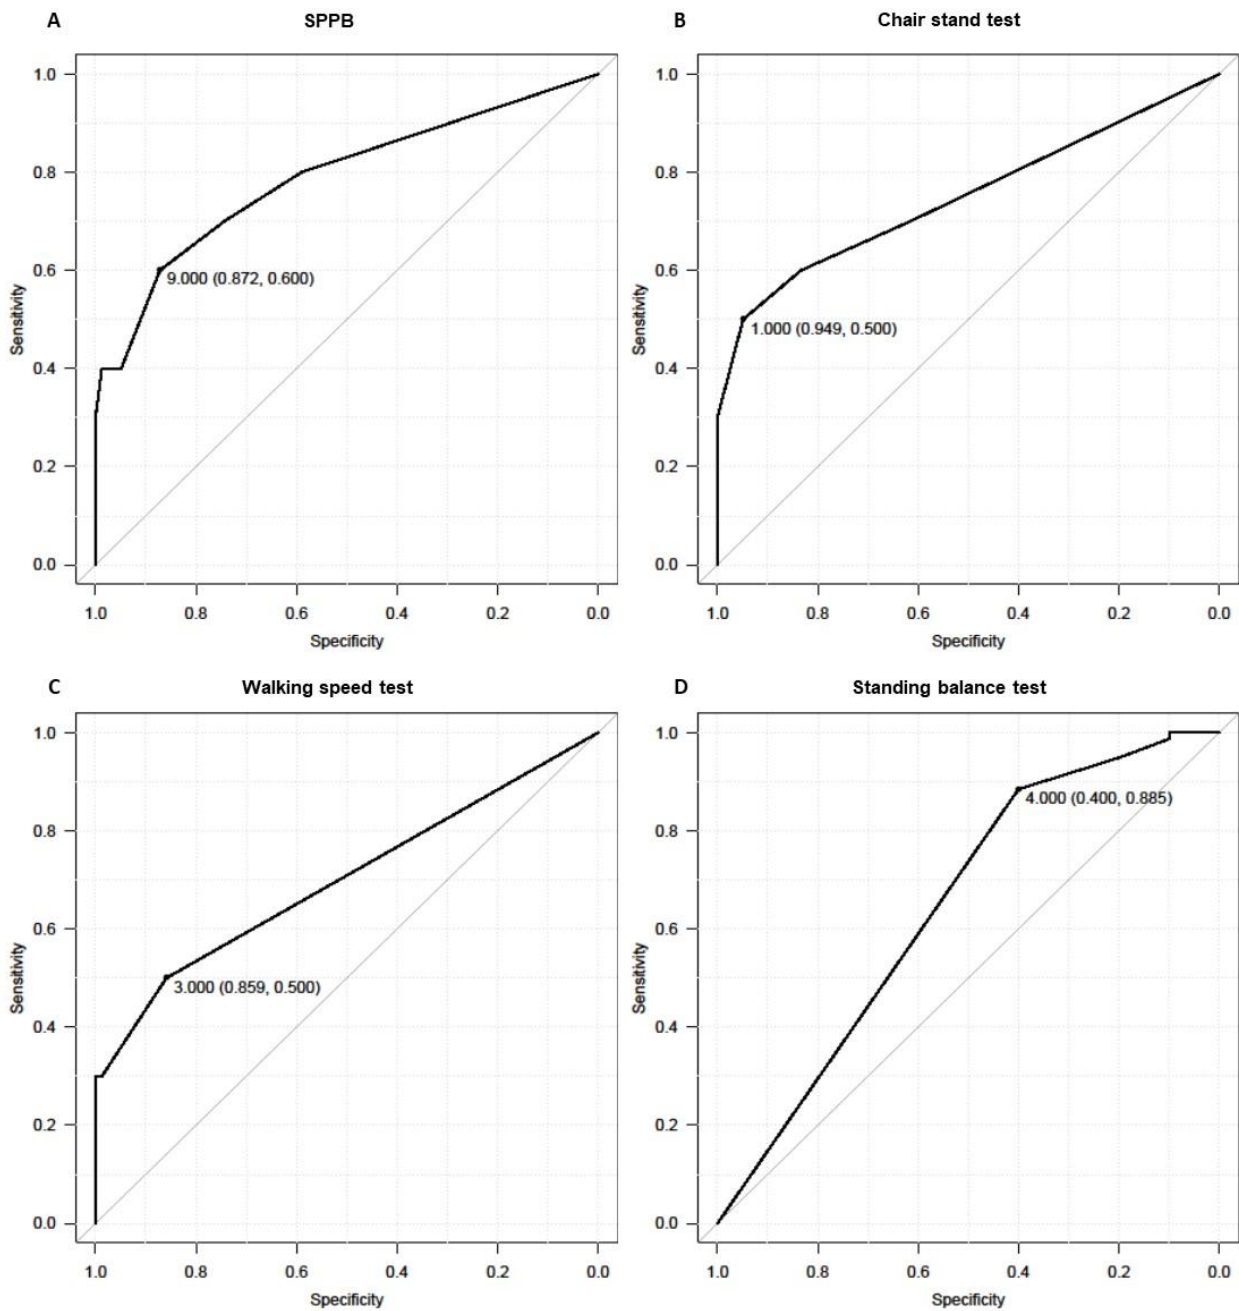 A SPPB
1.0
0.8
0.6
0.4
0.2
0.0
Sensitivity
9.000 (0.872, 0.600)
1.0 0.8 0.6 0.4 0.2 0.0
Specificity
B Chair stand test
1.0
0.8
0.6
0.4
0.2
0.0
Sensitivity
1.000 (0.949, 0.500)
1.0 0.8 0.6 0.4 0.2 0.0
Specificity
C Walking speed test
1.0
0.8
0.6
0.4
0.2
0.0
Sensitivity
3.000 (0.859, 0.500)
1.0 0.8 0.6 0.4 0.2 0.0
Specificity
D Standing balance test
1.0
0.8
0.6
0.4
0.2
0.0
Sensitivity
4.000 (0.400, 0.885)
1.0 0.8 0.6 0.4 0.2 0.0
Specificity